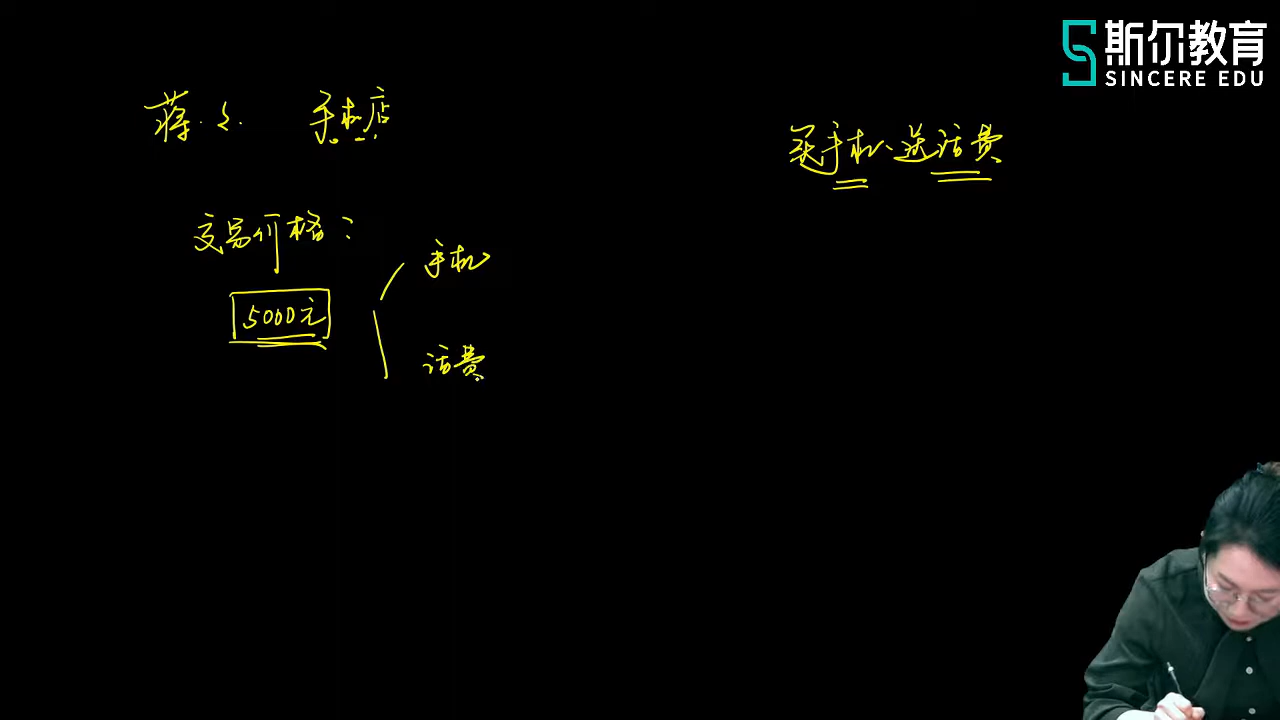 斯尔教育
SINCERE EDU
蒋. 手机店
买手机、送话费
交易价格:
手机
5000元
话费